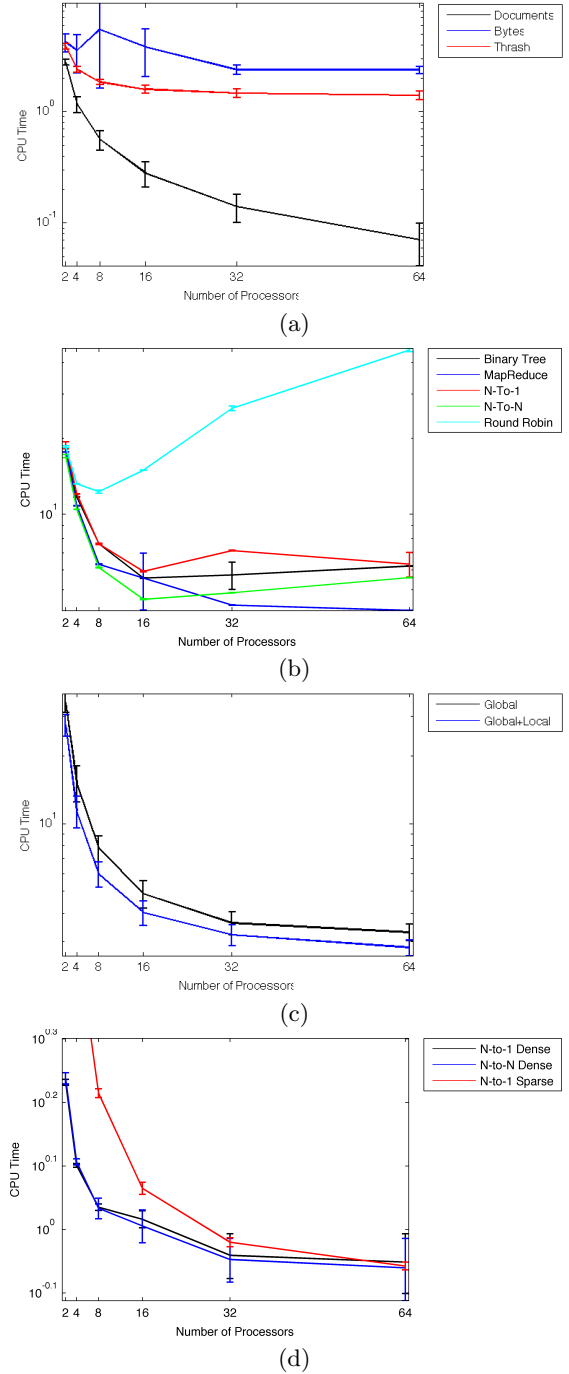 Documents
Bytes
Thrash
CPU Time
10^0
10^-1
2 4 8 16 32 64
Number of Processors
(a)
Binary Tree
MapReduce
N-To-1
N-To-N
Round Robin
CPU Time
10^1
2 4 8 16 32 64
Number of Processors
(b)
Global
Global+Local
CPU Time
10^1
2 4 8 16 32 64
Number of Processors
(c)
N-to-1 Dense
N-to-N Dense
N-to-1 Sparse
CPU Time
10^0.3
10^0.2
10^0.1
10^0
10^-0.1
2 4 8 16 32 64
Number of Processors
(d)